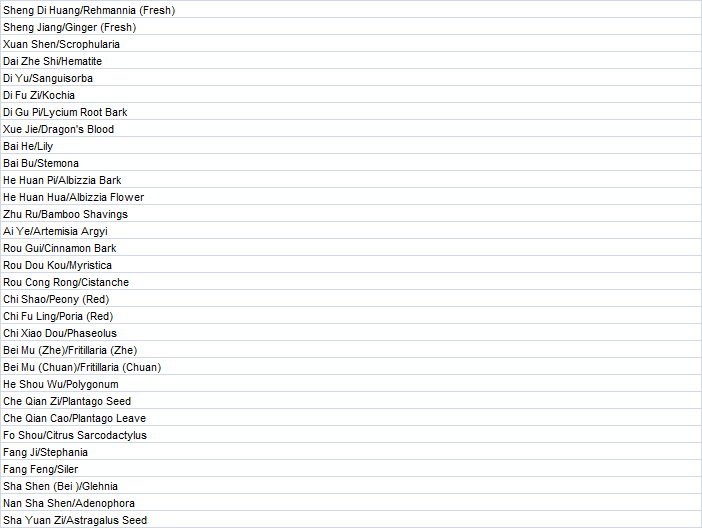 Sheng Di Huang/Rehmannia (Fresh)
Sheng Jiang/Ginger (Fresh)
Xuan Shen/Scrophularia
Dai Zhe Shi/Hematite
Di Yu/Sanguisorba
Di Fu Zi/Kochia
Di Gu Pi/Lycium Root Bark
Xue Jie/Dragon's Blood
Bai He/Lily
Bai Bu/Stemona
He Huan Pi/Albizzia Bark
He Huan Hua/Albizzia Flower
Zhu Ru/Bamboo Shavings
Ai Ye/Artemisia Argyi
Rou Gui/Cinnamon Bark
Rou Dou Kou/Myristica
Rou Cong Rong/Cistanche
Chi Shao/Peony (Red)
Chi Fu Ling/Poria (Red)
Chi Xiao Dou/Phaseolus
Bei Mu (Zhe)/Fritillaria (Zhe)
Bei Mu (Chuan)/Fritillaria (Chuan)
He Shou Wu/Polygonum
Che Qian Zi/Plantago Seed
Che Qian Cao/Plantago Leave
Fo Shou/Citrus Sarcodactylus
Fang Ji/Stephania
Fang Feng/Siler
Sha Shen (Bei )/Glehnia
Nan Sha Shen/Adenophora
Sha Yuan Zi/Astragalus Seed